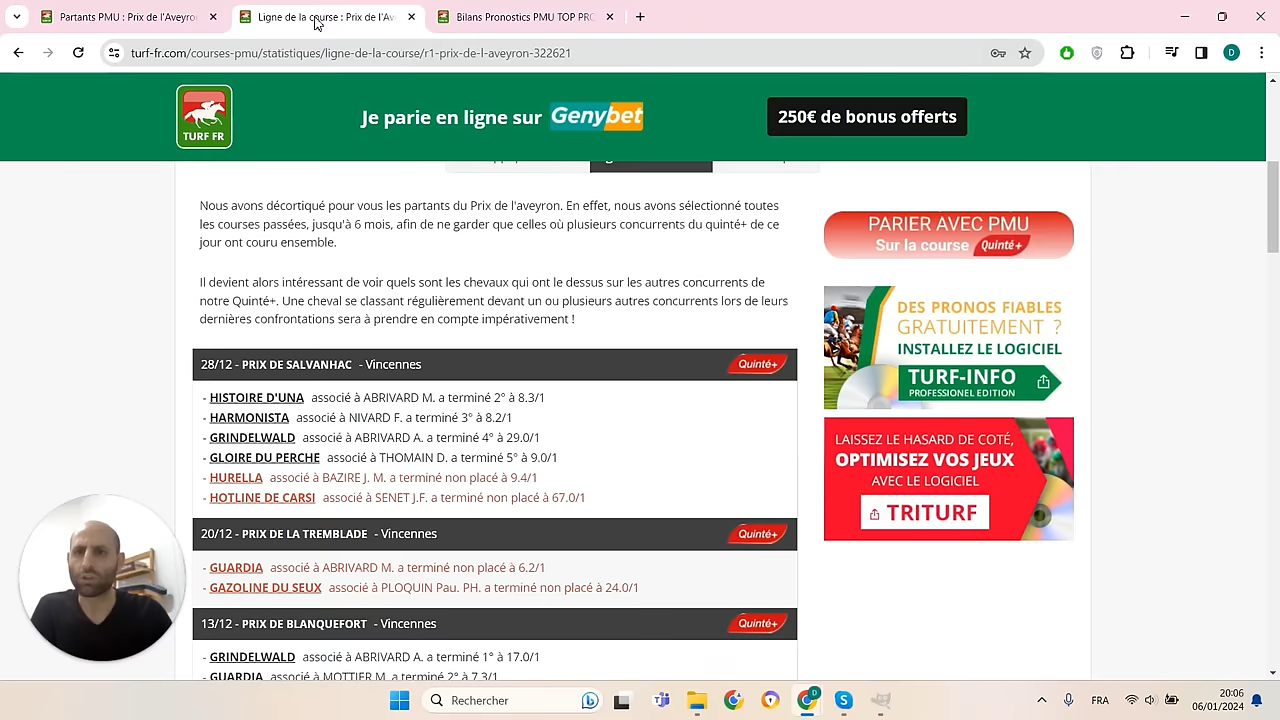 Partants PMU : Prix de l'Aveyro
Ligne de la course : Prix de l'Av
Bilans Pronostics PMU TOP PRO
turf-fr.com/courses-pmu/statistiques/ligne-de-la-course/r1-prix-de-l-aveyron-322621
D
TURF FR
Je parie en ligne sur Genybet
250€ de bonus offerts
Nous avons décortiqué pour vous les partants du Prix de l'aveyron. En effet, nous avons sélectionné toutes
les courses passées, jusqu'à 6 mois, afin de ne garder que celles où plusieurs concurrents du quinté+ de ce
jour ont couru ensemble.
Il devient alors intéressant de voir quels sont les chevaux qui ont le dessus sur les autres concurrents de
notre Quinté+. Une cheval se classant régulièrement devant un ou plusieurs autres concurrents lors de leurs
dernières confrontations sera à prendre en compte impérativement !
28/12 - PRIX DE SALVANHAC - Vincennes Quinté+
- HISTOIRE D'UTA associé à ABRIVARD M. a terminé 2° à 8.3/1
- HARMONISTA associé à NIVARD F. a terminé 3° à 8.2/1
- GRINDELWALD associé à ABRIVARD A. a terminé 4° à 29.0/1
- GLOIRE DU PERCHE associé à THOMAIN D. a terminé 5° à 9.0/1
- HURELLA associé à BAZIRE J. M. a terminé non placé à 9.4/1
- HOTLINE DE CARSI associé à SENET J.F. a terminé non placé à 67.0/1
20/12 - PRIX DE LA TREMBLADE - Vincennes Quinté+
- GUARDIA associé à ABRIVARD M. a terminé non placé à 6.2/1
- GAZOLINE DU SEUX associé à PLOQUIN Pau. PH. a terminé non placé à 24.0/1
13/12 - PRIX DE BLANQUEFORT - Vincennes Quinté+
- GRINDELWALD associé à ABRIVARD A. a terminé 1° à 17.0/1
- GUARDIA associé à MOTTIER M. a terminé 2° à 7.3/1
PARIER AVEC PMU
Sur la course Quinté+
DES PRONOS FIABLES
GRATUITEMENT ?
INSTALLEZ LE LOGICIEL
TURF-INFO
PROFESSIONEL EDITION
LAISSEZ LE HASARD DE COTÉ,
OPTIMISEZ VOS JEUX
AVEC LE LOGICIEL
TRITURF
Rechercher
D
FRA
20:06
06/01/2024